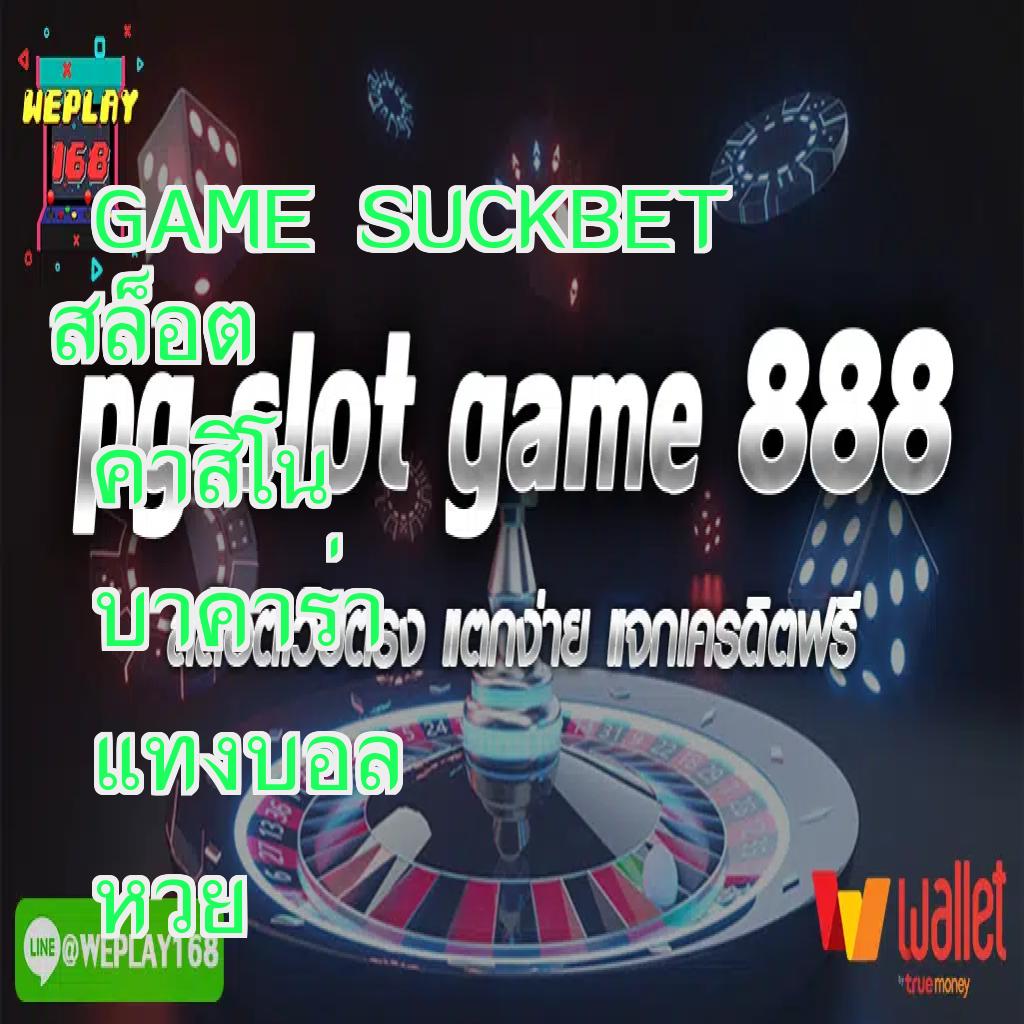 WEPLAY
168
GAME SUCKBET
สล็อต
pg slot game 888
คาสิโน
บาคาร่า
แตกง่าย แจกเครดิตฟรี
แทงบอล
หวย
LINE @WEPLAY168
wallet
by truemoney